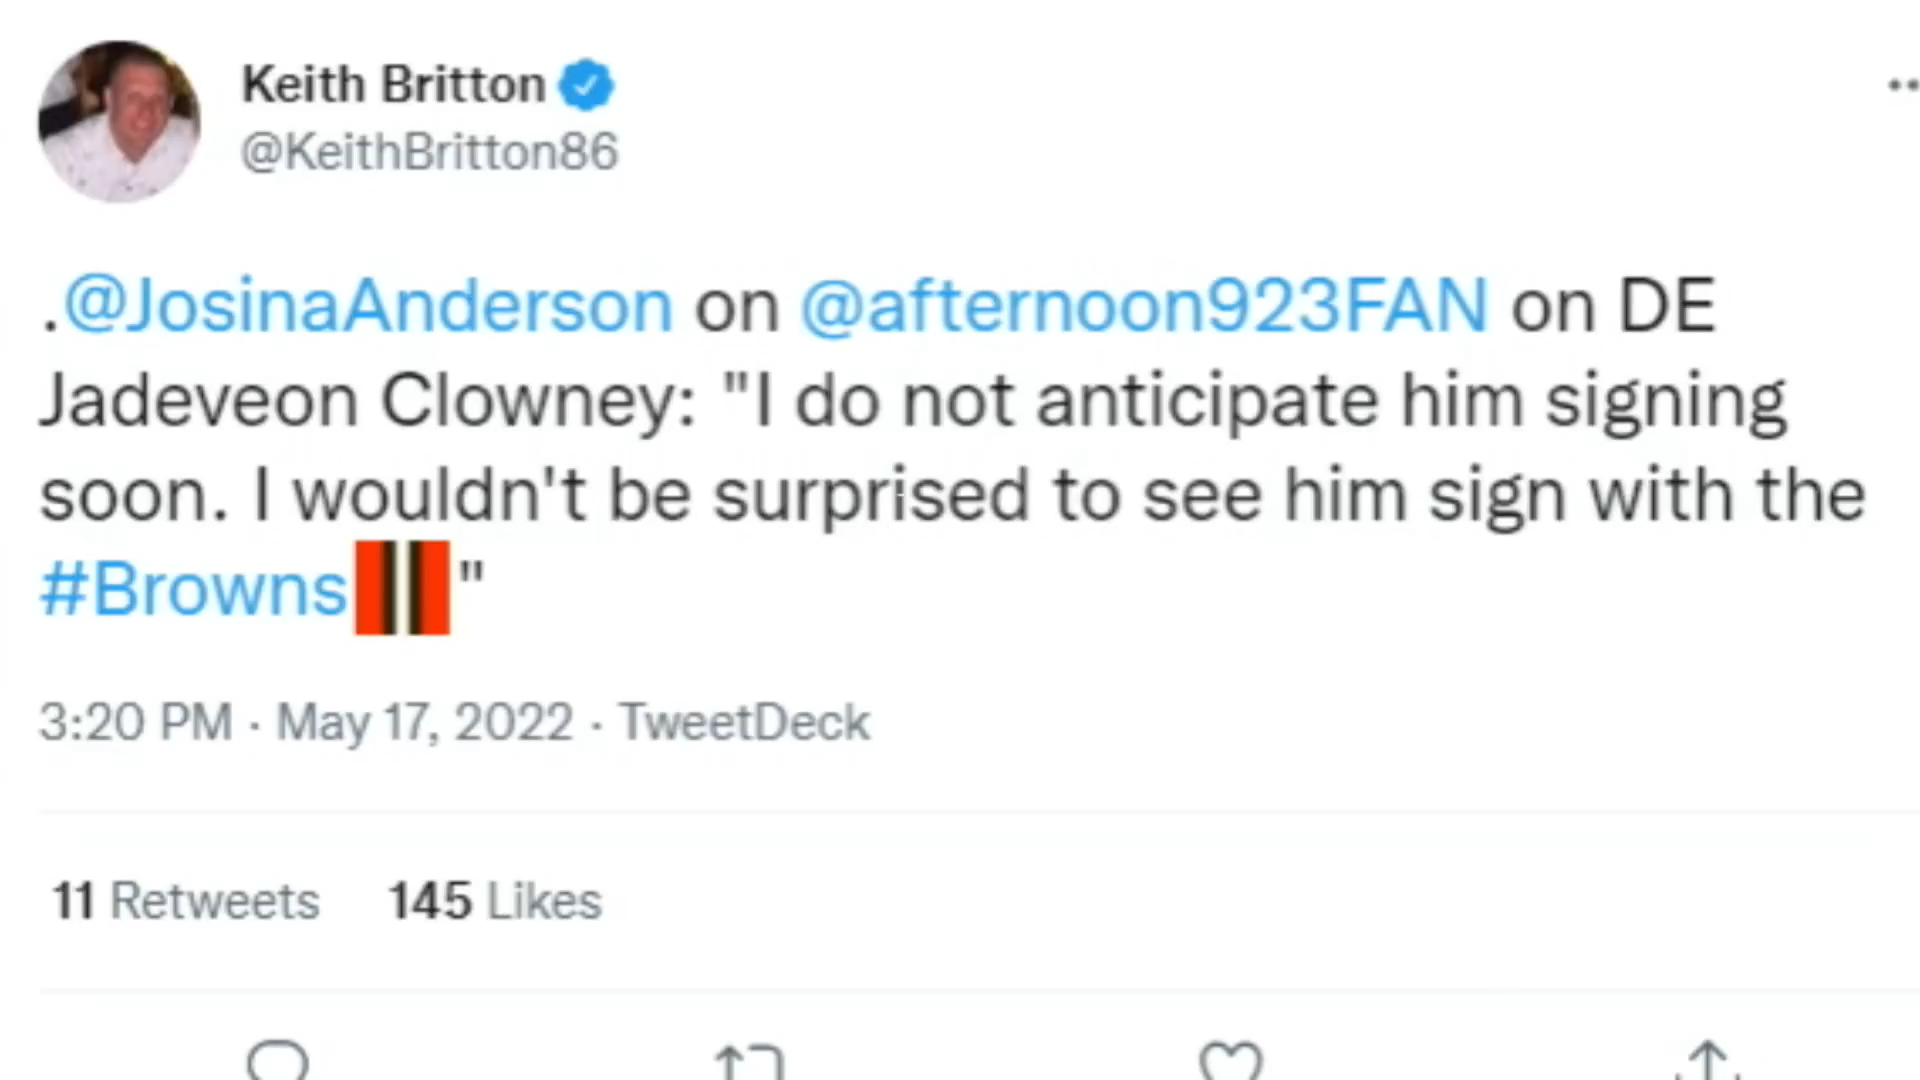 Keith Britton
@KeithBritton86
.@JosinaAnderson on @afternoon923FAN on DE
Jadeveon Clowney: "I do not anticipate him signing
soon. I wouldn't be surprised to see him sign with the
#Browns"
3:20 PM · May 17, 2022 · TweetDeck
11 Retweets 145 Likes